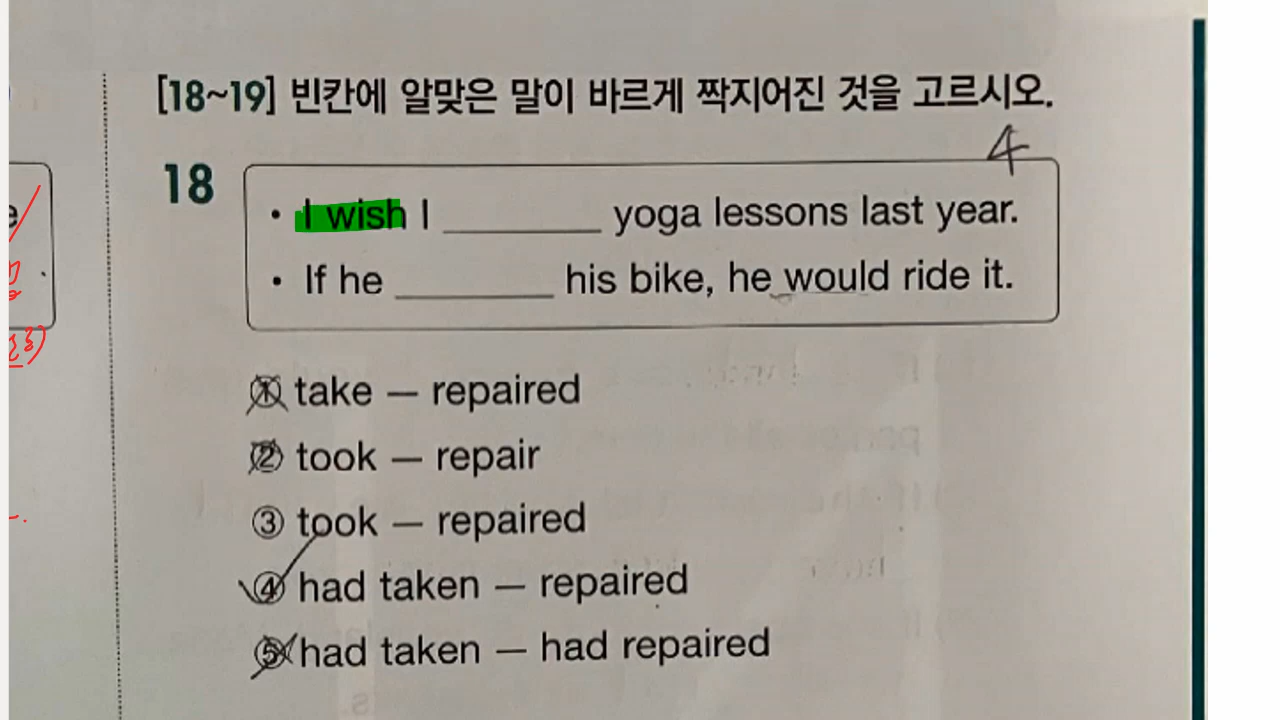 [18~19] 빈칸에 알맞은 말이 바르게 짝지어진 것을 고르시오.
4
18
• I wish I ________ yoga lessons last year.
• If he ________ his bike, he would ride it.
① take — repaired
② took — repair
③ took — repaired
④ had taken — repaired
⑤ had taken — had repaired